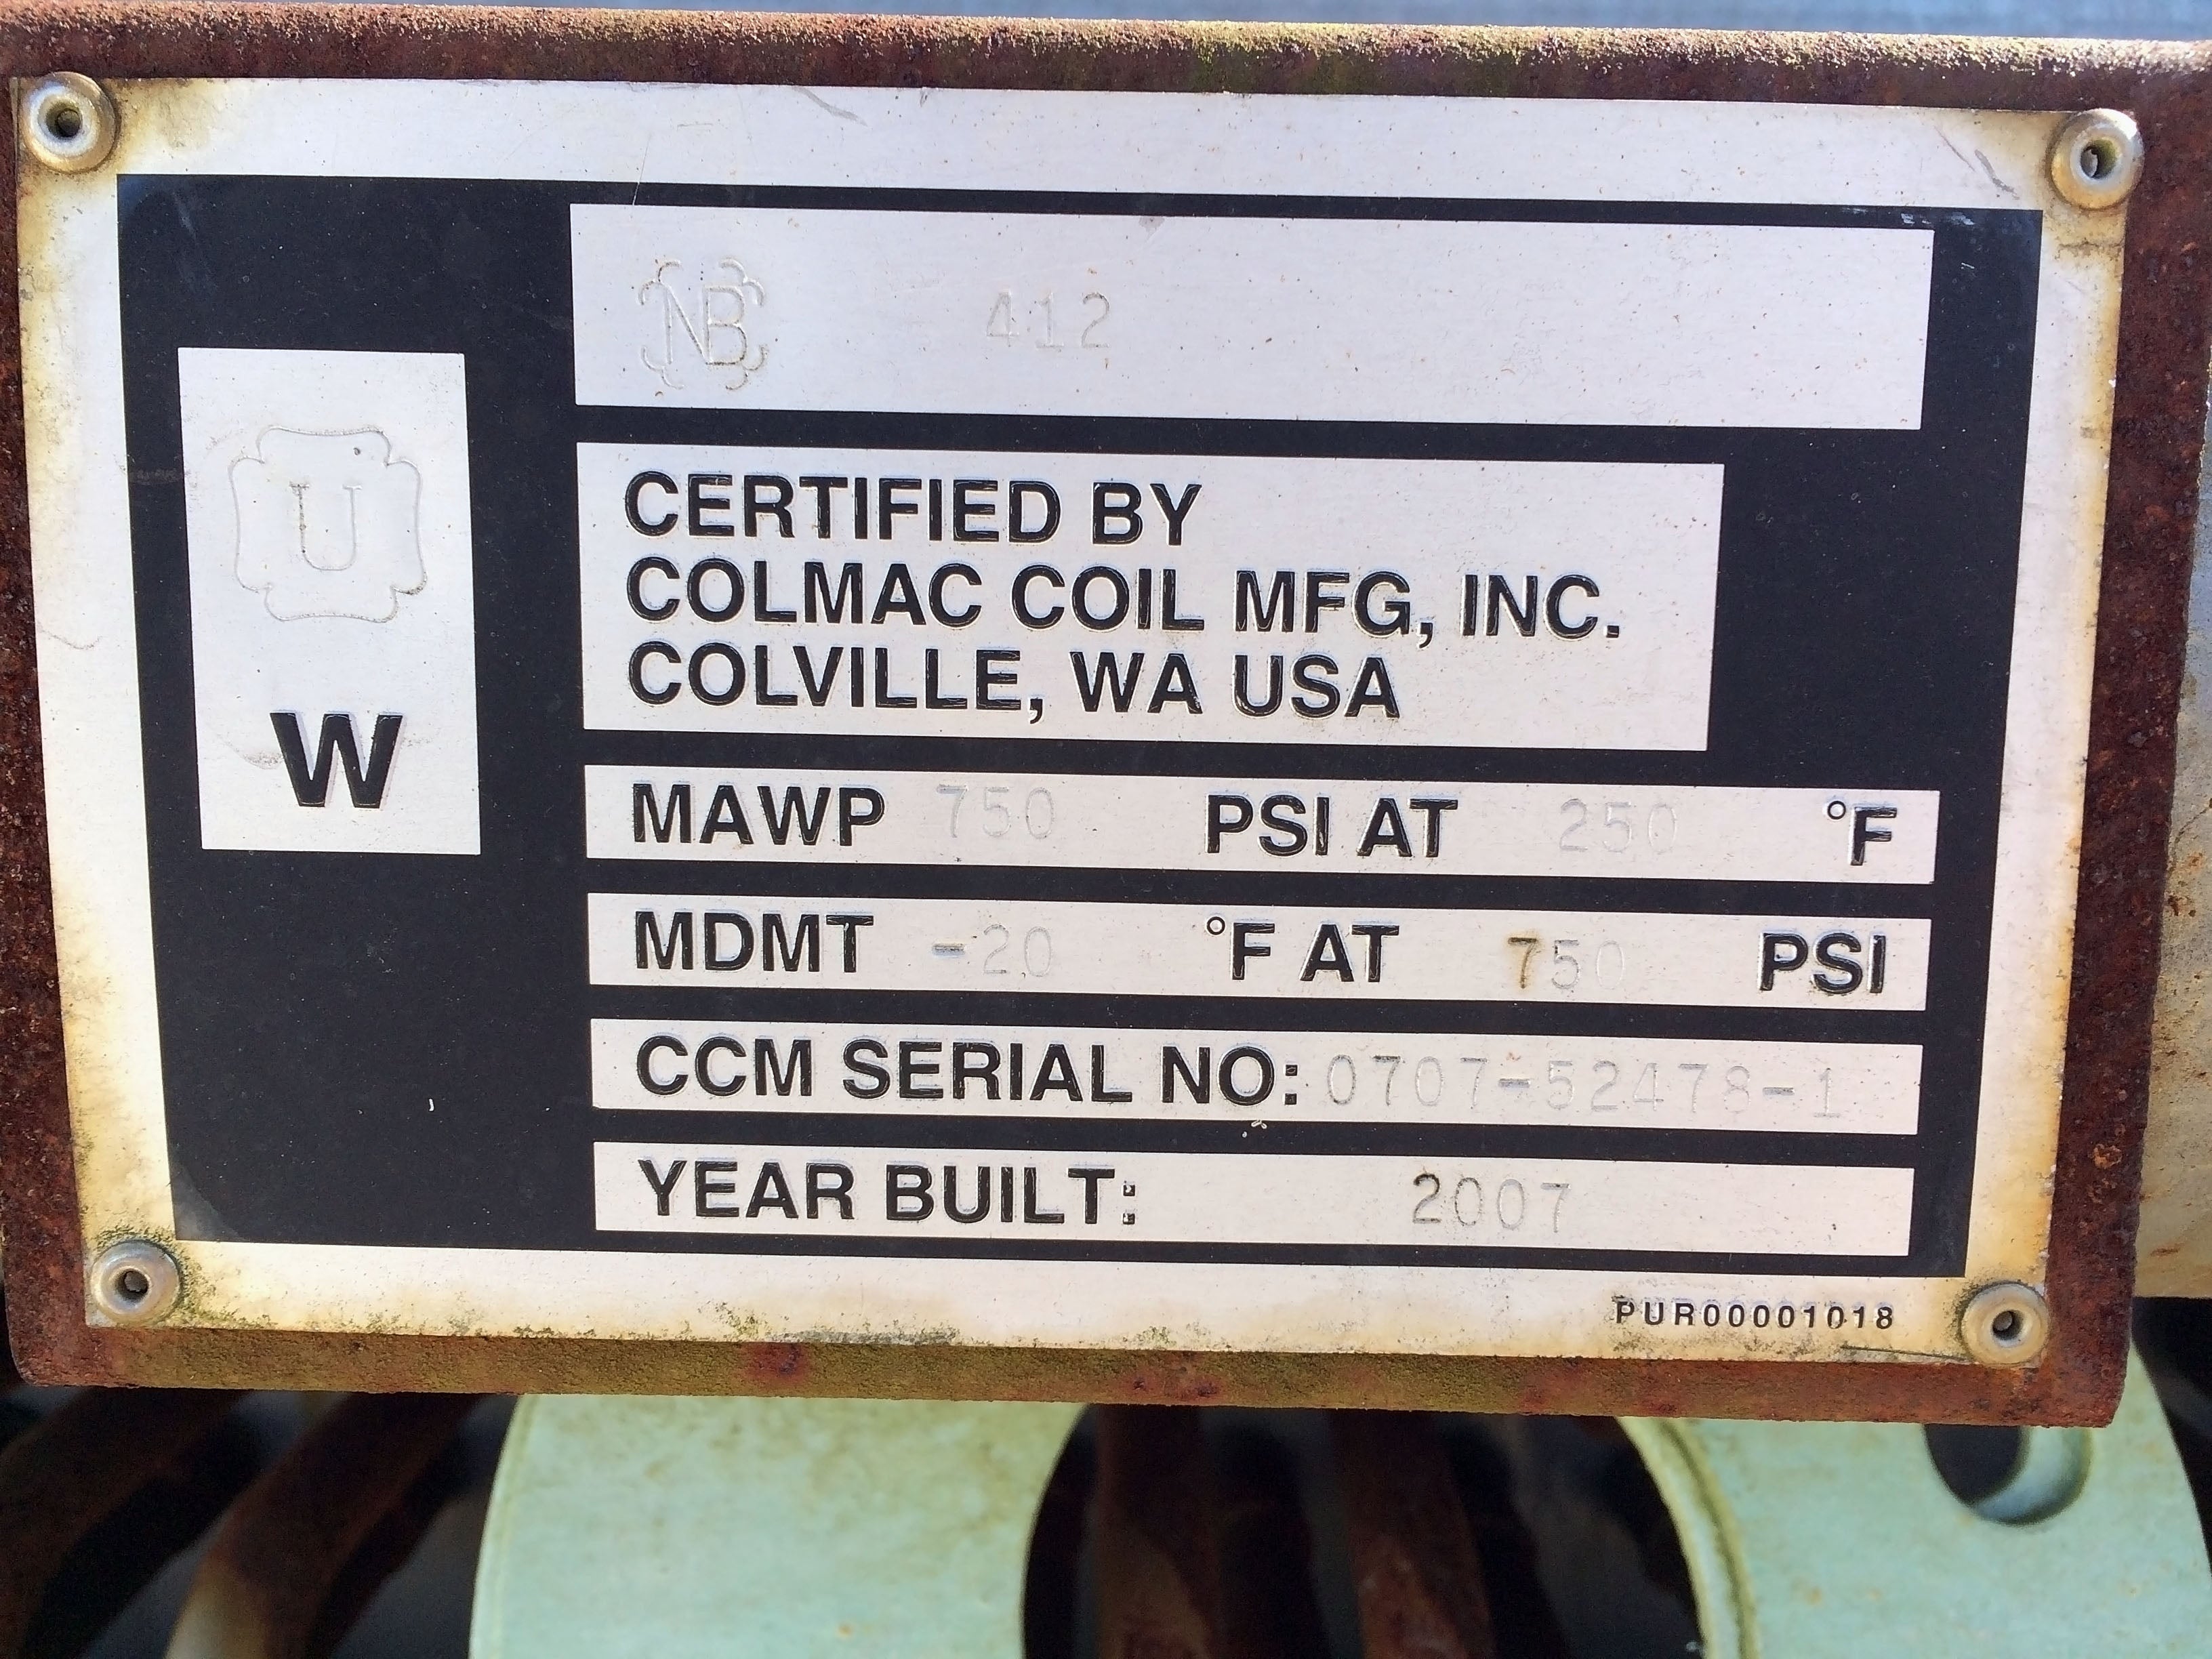 NB 412
U
W
CERTIFIED BY
COLMAC COIL MFG, INC.
COLVILLE, WA USA
MAWP 750 PSI AT 250 °F
MDMT -20 °F AT 750 PSI
CCM SERIAL NO: 0707-52478-1
YEAR BUILT: 2007
PUR00001018